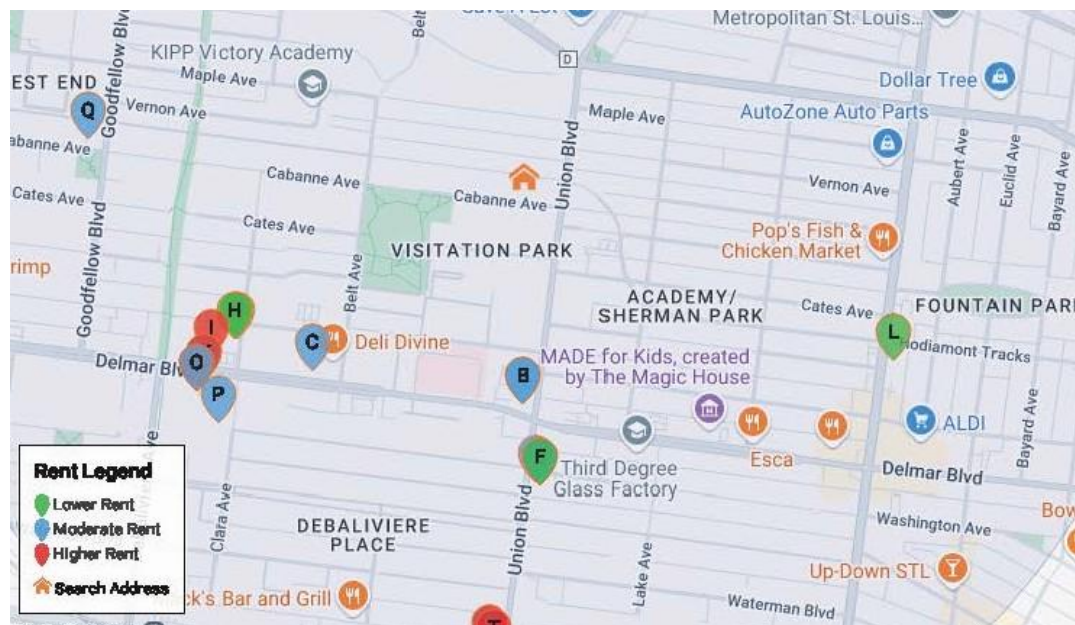 Save A Lot
Metropolitan St. Louis...
Belt
Goodfellow Blvd
KIPP Victory Academy
D
Maple Ave
EST END
Q
Vernon Ave
Dollar Tree
AutoZone Auto Parts
Maple Ave
Union Blvd
abanne Ave
Cabanne Ave
Cabanne Ave
Vernon Ave
Aubert Ave
Euclid Ave
Bayard Ave
Cates Ave
Cates Ave
Goodfellow Blvd
VISITATION PARK
Pop's Fish &
Chicken Market
rimp
Belt Ave
ACADEMY/
SHERMAN PARK
Cates Ave
FOUNTAIN PAR
H
I
C
Deli Divine
L
Hodiamont Tracks
Delmar Blv
O
P
B
MADE for Kids, created
by The Magic House
ALDI
Bayard Ave
Esca
F
Third Degree
Glass Factory
Delmar Blvd
Rent Legend
Lower Rent
Moderate Rent
Higher Rent
Search Address
Clara Ave
DEBALIVIERE
PLACE
Union Blvd
Lake Ave
Washington Ave
Bow
Up-Down STL
ck's Bar and Grill
Waterman Blvd
T